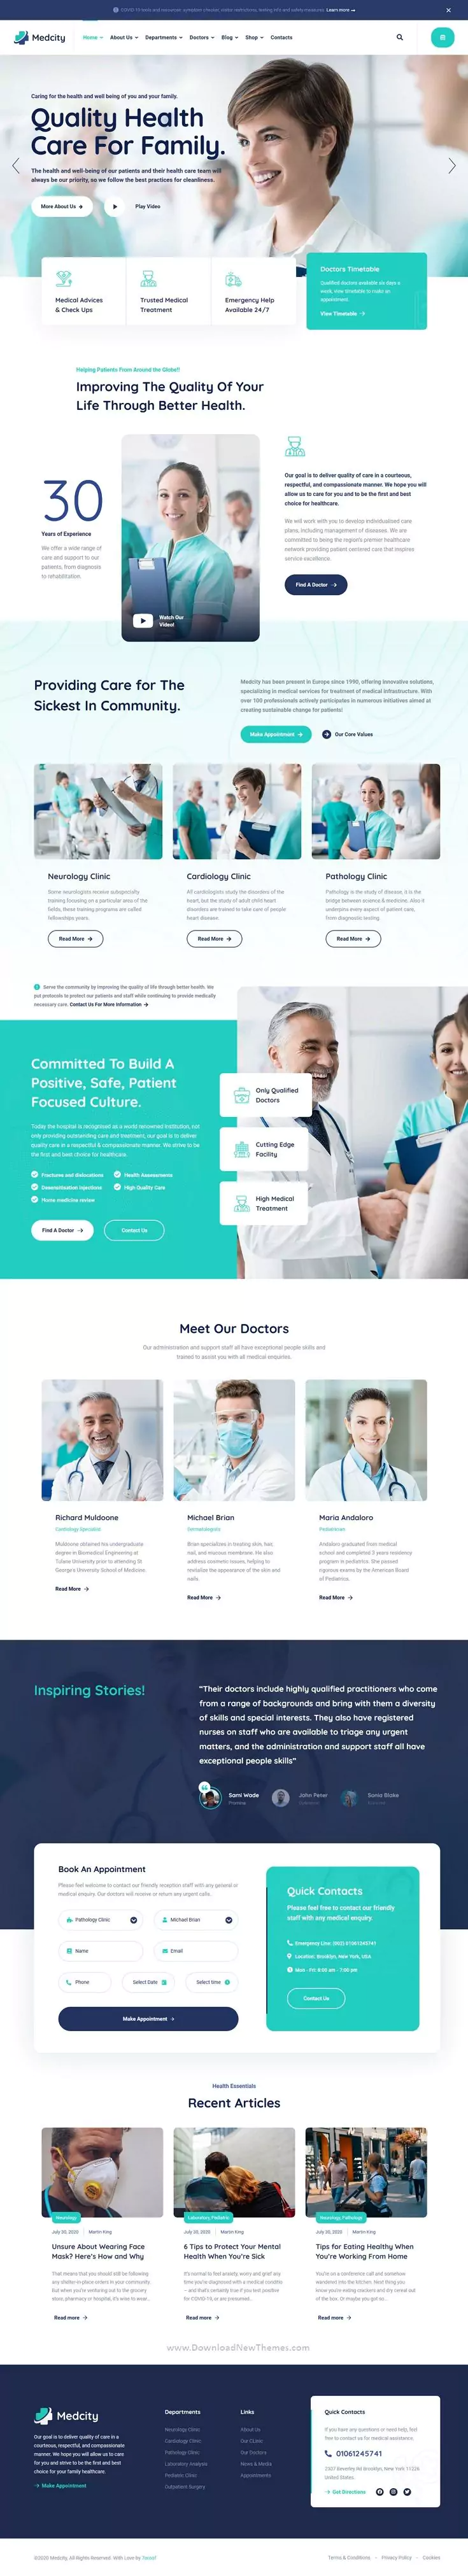 COVID-19 tests and resources: symptom checker, visitor restrictions, testing info and safety measures. Learn more
Medcity
Home
About Us
Departments
Doctors
Blog
Shop
Contacts
Caring for the health and well being of you and your family.
Quality Health
Care For Family.
The health and well-being of our patients and their health care team will
always be our priority, so we follow the best practices for cleanliness.
More About Us
Play Video
Medical Advices
& Check Ups
Trusted Medical
Treatment
Emergency Help
Available 24/7
Doctors Timetable
Qualified doctors available six days a
week, view timetable to make an
appointment.
View Timetable
Helping Patients From Around the Globe!!
Improving The Quality Of Your
Life Through Better Health.
30
Years of Experience
We offer a wide range of
care and support to our
patients, from diagnosis
to rehabilitation.
Watch Our
Video!
Our goal is to deliver quality of care in a courteous,
respectful, and compassionate manner. We hope you will
allow us to care for you and to be the first and best
choice for healthcare.
We will work with you to develop individualised care
plans, including management of diseases. We are
committed to being the region's premier healthcare
network providing patient centered care that inspires
service excellence.
Find A Doctor
Providing Care for The
Sickest In Community.
Medcity has been present in Europe since 1990, offering innovative solutions,
specializing in medical services for treatment of medical infrastructure. With
over 100 professionals actively participates in numerous initiatives aimed at
creating sustainable change for patients!
Make Appointment
Our Core Values
Neurology Clinic
Some neurologists receive subspecialty
training focusing on a particular area of the
fields, these training programs are called
fellowships years.
Read More
Cardiology Clinic
All cardiologists study the disorders of the
heart, but the study of adult child heart
disorders are trained to take care of people
heart disease.
Read More
Pathology Clinic
Pathology is the study of disease, it is the
bridge between science & medicine. Also it
underpins every aspect of patient care,
from diagnostic testing.
Read More
Serve the community by improving the quality of life through better health. We
put protocols to protect our patients and staff while continuing to provide medically
necessary care. Contact Us For More Information
Committed To Build A
Positive, Safe, Patient
Focused Culture.
Today the hospital is recognised as a world renowned institution, not
only providing outstanding care and treatment, our goal is to deliver
quality care in a respectful & compassionate manner. We strive to be
the first and best choice for healthcare.
Fractures and dislocations
Health Assessments
Desensitisation injections
High Quality Care
Home medicine review
Find A Doctor
Contact Us
Only Qualified
Doctors
Cutting Edge
Facility
High Medical
Treatment
Meet Our Doctors
Our administration and support staff all have exceptional people skills and
trained to assist you with all medical enquiries.
Richard Muldoone
Cardiology Specialist
Muldoone obtained his undergraduate
degree in Biomedical Engineering at
Tulane University prior to attending St
George's University School of Medicine.
Read More
Michael Brian
Dermatologists
Brian specializes in treating skin, hair,
nail, and mucous membrane. He also
address cosmetic issues, helping to
revitalize the appearance of the skin and
nails.
Read More
Maria Andaloro
Pediatrician
Andaloro graduated from medical
school and completed 3 years residency
program in pediatrics. She passed
rigorous exams by the American Board
of Pediatrics.
Read More
Inspiring Stories!
"Their doctors include highly qualified practitioners who come
from a range of backgrounds and bring with them a diversity
of skills and special interests. They also have registered
nurses on staff who are available to triage any urgent
matters, and the administration and support staff all have
exceptional people skills"
Sami Wade
John Peter
Sonia Blake
Book An Appointment
Please feel welcome to contact our friendly reception staff with any general or
medical enquiry. Our doctors will receive or return any urgent calls.
Pathology Clinic
Michael Brian
Name
Email
Phone
Select Date
Select time
Make Appointment
Quick Contacts
Please feel free to contact our friendly
staff with any medical enquiry.
Emergency Line: (002) 01061245741
Location: Brooklyn, New York, USA
Mon - Fri: 8:00 am - 7:00 pm
Contact Us
Health Essentials
Recent Articles
Neurology
July 30, 2020
Martin King
Unsure About Wearing Face
Mask? Here's How and Why
That means that you should still be following
any shelter-in-place orders in your community.
But when you're venturing out to the grocery
store, pharmacy or hospital, it's wise to wear...
Read more
Laboratory, Pediatric
July 30, 2020
Martin King
6 Tips to Protect Your Mental
Health When You're Sick
It's normal to feel anxiety, worry and grief any
time you're diagnosed with a medical condition
– and that's certainly true if you test positive
for COVID-19, or are presumed...
Read more
Neurology, Pathology
July 30, 2020
Martin King
Tips for Eating Healthy When
You're Working From Home
You're on a conference call and somehow
wandered into the kitchen. Next thing you
know you're eating crackers and dry cereal out
of the box. Or maybe you got so...
Read more
www.DownloadNewThemes.com
Medcity
Our goal is to deliver quality of care in a
courteous, respectful, and compassionate
manner. We hope you will allow us to care
for you and strive to be the first and best
choice for your family healthcare.
Make Appointment
Departments
Neurology Clinic
Cardiology Clinic
Pathology Clinic
Laboratory Analysis
Pediatric Clinic
Outpatient Surgery
Links
About Us
Our Clinic
Our Doctors
News & Media
Appointments
Quick Contacts
If you have any questions or need help, feel
free to contact us for medical assistance.
01061245741
2307 Beverley Rd Brooklyn, New York 11226
United States.
Get Directions
©2020 Medcity, All Rights Reserved. With Love by
Terms & Conditions
Privacy Policy
Cookies